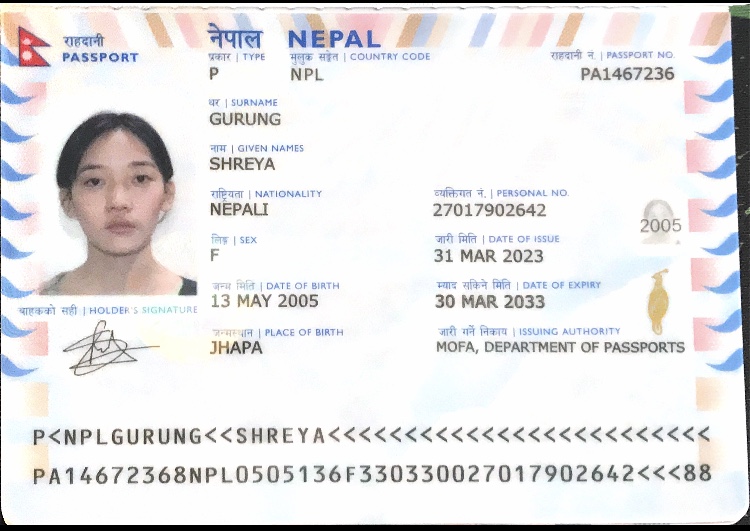 राहदानी
PASSPORT
नेपाल NEPAL
प्रकार | TYPE मुलुक सङ्केत | COUNTRY CODE राहदानी नं. | PASSPORT NO.
P NPL PA1467236
थर | SURNAME
GURUNG
नाम | GIVEN NAMES
SHREYA
राष्ट्रियता | NATIONALITY व्यक्तिगत नं. | PERSONAL NO.
NEPALI 27017902642
2005
लिङ्ग | SEX जारी मिति | DATE OF ISSUE
F 31 MAR 2023
जन्म मिति | DATE OF BIRTH म्याद सकिने मिति | DATE OF EXPIRY
13 MAY 2005 30 MAR 2033
बाहकको सही | HOLDER'S SIGNATURE
जन्मस्थान | PLACE OF BIRTH जारी गर्ने निकाय | ISSUING AUTHORITY
JHAPA MOFA, DEPARTMENT OF PASSPORTS
P<NPLGURUNG<<SHREYA<<<<<<<<<<<<<<<<<<<<<<<<<
PA14672368NPL0505136F330330027017902642<<<88